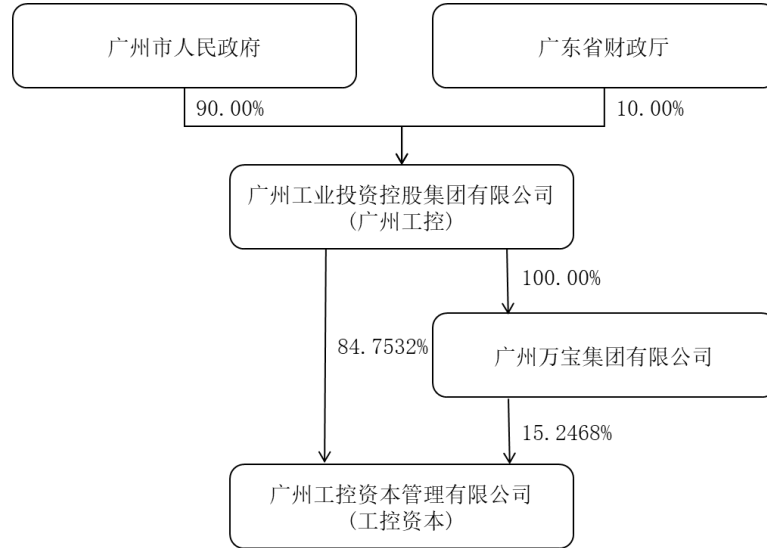 广州市人民政府
广东省财政厅
90.00%
10.00%
广州工业投资控股集团有限公司
(广州工控)
100.00%
84.7532%
广州万宝集团有限公司
15.2468%
广州工控资本管理有限公司
(工控资本)